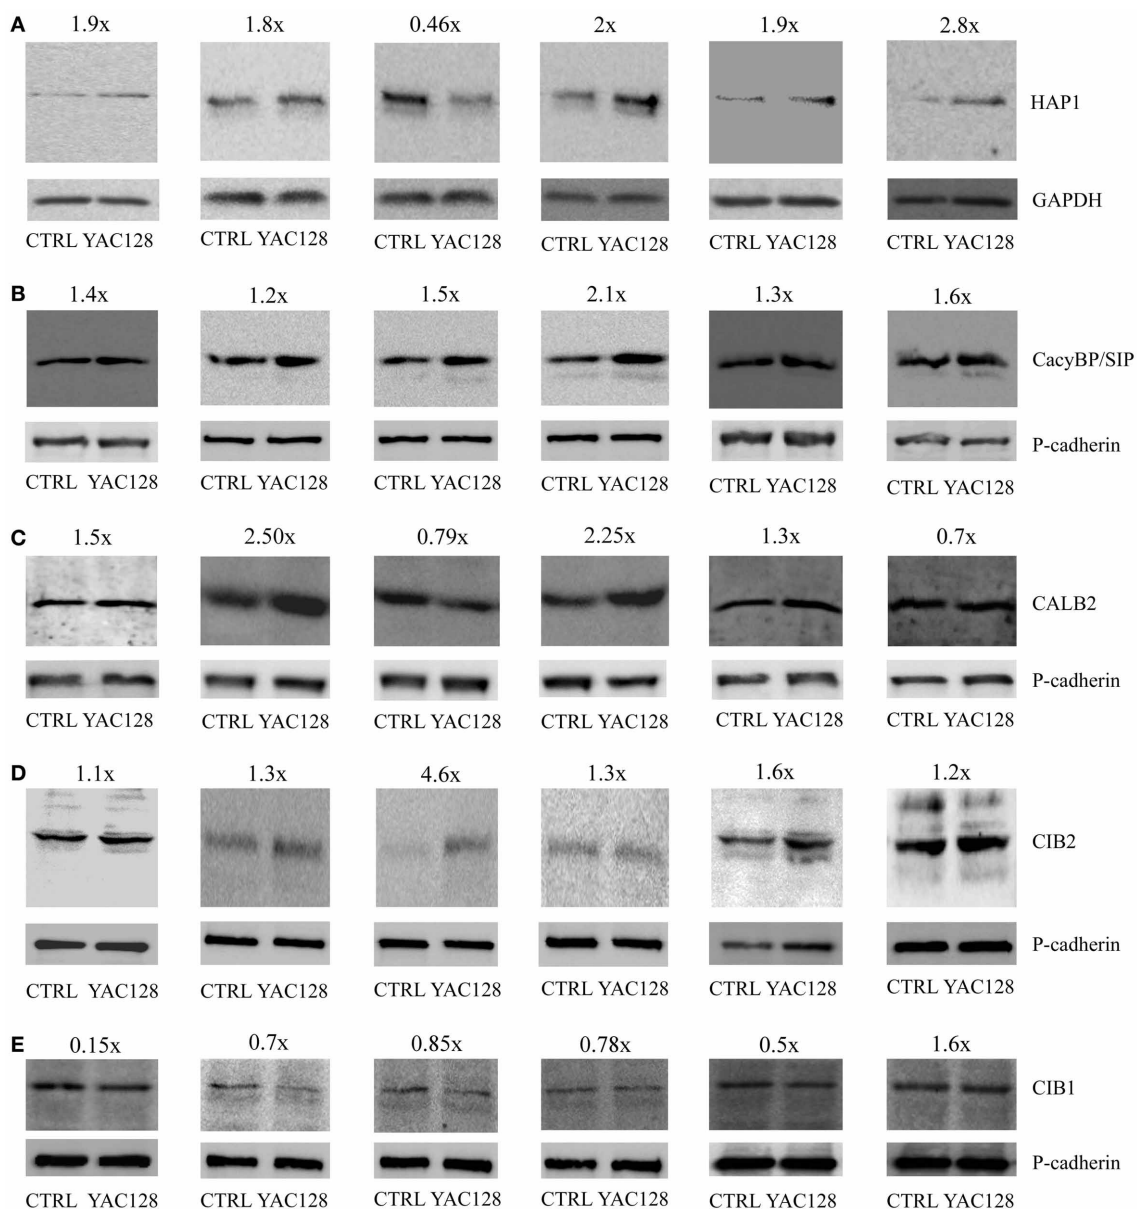 A 1.9x 1.8x 0.46x 2x 1.9x 2.8x
HAP1
GAPDH
CTRL YAC128 CTRL YAC128 CTRL YAC128 CTRL YAC128 CTRL YAC128 CTRL YAC128
B 1.4x 1.2x 1.5x 2.1x 1.3x 1.6x
CacyBP/SIP
P-cadherin
CTRL YAC128 CTRL YAC128 CTRL YAC128 CTRL YAC128 CTRL YAC128 CTRL YAC128
C 1.5x 2.50x 0.79x 2.25x 1.3x 0.7x
CALB2
P-cadherin
CTRL YAC128 CTRL YAC128 CTRL YAC128 CTRL YAC128 CTRL YAC128 CTRL YAC128
D 1.1x 1.3x 4.6x 1.3x 1.6x 1.2x
CIB2
P-cadherin
CTRL YAC128 CTRL YAC128 CTRL YAC128 CTRL YAC128 CTRL YAC128 CTRL YAC128
E 0.15x 0.7x 0.85x 0.78x 0.5x 1.6x
CIB1
P-cadherin
CTRL YAC128 CTRL YAC128 CTRL YAC128 CTRL YAC128 CTRL YAC128 CTRL YAC128